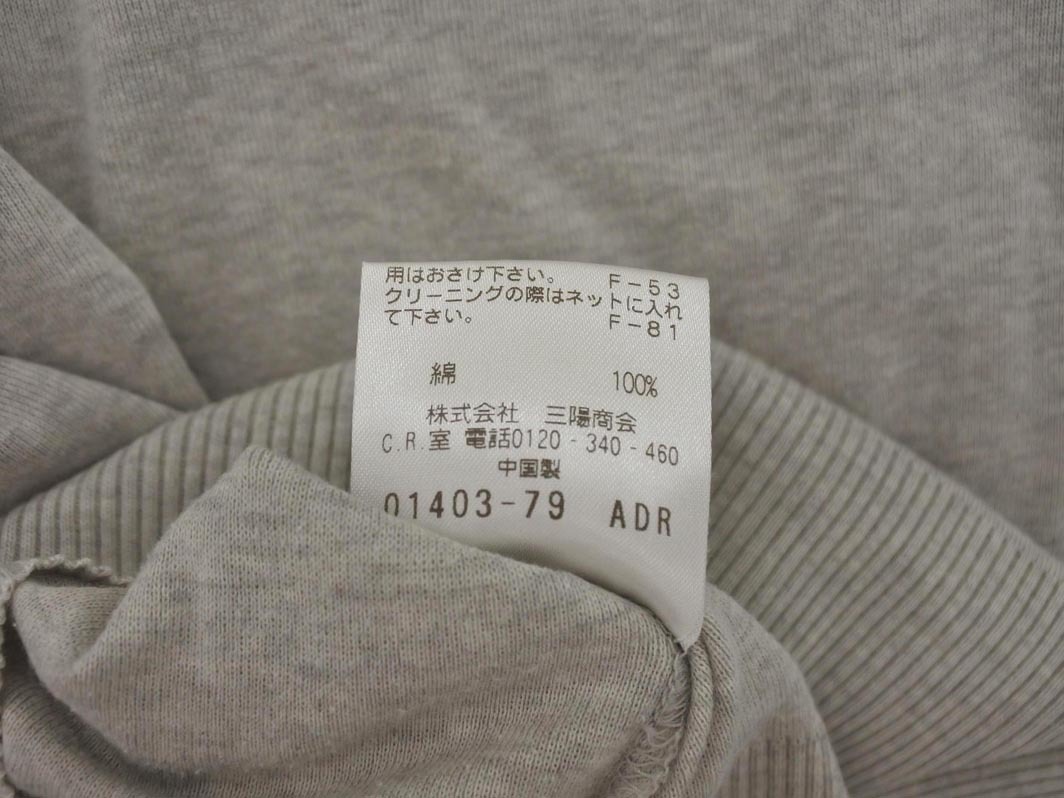 用はおさけ下さい。 F-53
クリーニングの際はネットに入れ
て下さい。 F-81
綿 100%
株式会社 三陽商会
C.R.室 電話0120-340-460
中国製
01403-79 ADR